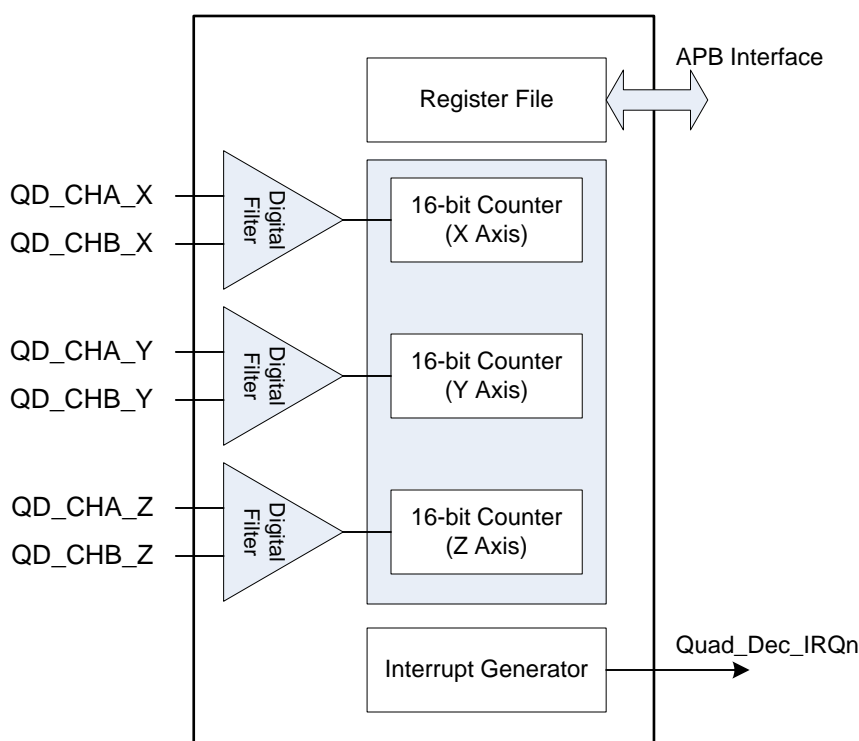 APB Interface
Register File
QD_CHA_X
QD_CHB_X
Digital
Filter
16-bit Counter
(X Axis)
QD_CHA_Y
QD_CHB_Y
Digital
Filter
16-bit Counter
(Y Axis)
QD_CHA_Z
QD_CHB_Z
Digital
Filter
16-bit Counter
(Z Axis)
Interrupt Generator
Quad_Dec_IRQn